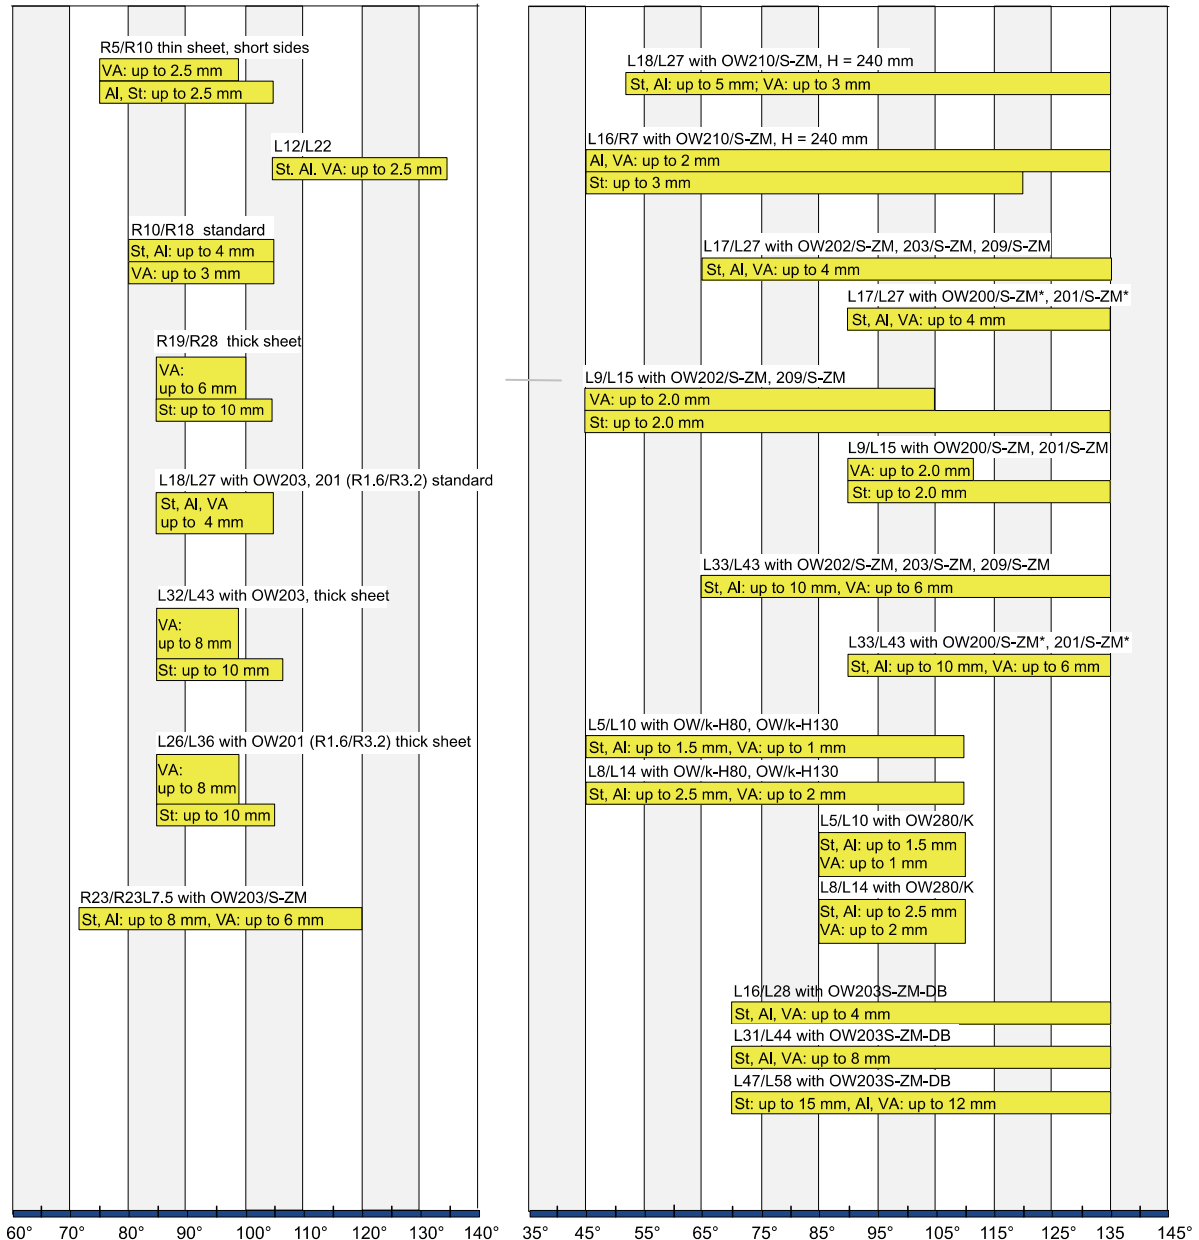 R5/R10 thin sheet, short sides
VA: up to 2.5 mm
Al, St: up to 2.5 mm
L12/L22
St. Al. VA: up to 2.5 mm
R10/R18 standard
St, Al: up to 4 mm
VA: up to 3 mm
R19/R28 thick sheet
VA:
up to 6 mm
St: up to 10 mm
L18/L27 with OW203, 201 (R1.6/R3.2) standard
St, Al, VA
up to 4 mm
L32/L43 with OW203, thick sheet
VA:
up to 8 mm
St: up to 10 mm
L26/L36 with OW201 (R1.6/R3.2) thick sheet
VA:
up to 8 mm
St: up to 10 mm
R23/R23L7.5 with OW203/S-ZM
St, Al: up to 8 mm, VA: up to 6 mm
60° 70° 80° 90° 100° 110° 120° 130° 140°
L18/L27 with OW210/S-ZM, H = 240 mm
St, Al: up to 5 mm; VA: up to 3 mm
L16/R7 with OW210/S-ZM, H = 240 mm
Al, VA: up to 2 mm
St: up to 3 mm
L17/L27 with OW202/S-ZM, 203/S-ZM, 209/S-ZM
St, Al, VA: up to 4 mm
L17/L27 with OW200/S-ZM*, 201/S-ZM*
St, Al, VA: up to 4 mm
L9/L15 with OW202/S-ZM, 209/S-ZM
VA: up to 2.0 mm
St: up to 2.0 mm
L9/L15 with OW200/S-ZM, 201/S-ZM
VA: up to 2.0 mm
St: up to 2.0 mm
L33/L43 with OW202/S-ZM, 203/S-ZM, 209/S-ZM
St, Al: up to 10 mm, VA: up to 6 mm
L33/L43 with OW200/S-ZM*, 201/S-ZM*
St, Al: up to 10 mm, VA: up to 6 mm
L5/L10 with OW/k-H80, OW/k-H130
St, Al: up to 1.5 mm, VA: up to 1 mm
L8/L14 with OW/k-H80, OW/k-H130
St, Al: up to 2.5 mm, VA: up to 2 mm
L5/L10 with OW280/K
St, Al: up to 1.5 mm
VA: up to 1 mm
L8/L14 with OW280/K
St, Al: up to 2.5 mm
VA: up to 2 mm
L16/L28 with OW203S-ZM-DB
St, Al, VA: up to 4 mm
L31/L44 with OW203S-ZM-DB
St, Al, VA: up to 8 mm
L47/L58 with OW203S-ZM-DB
St: up to 15 mm, Al, VA: up to 12 mm
35° 45° 55° 65° 75° 85° 95° 105° 115° 125° 135° 145°